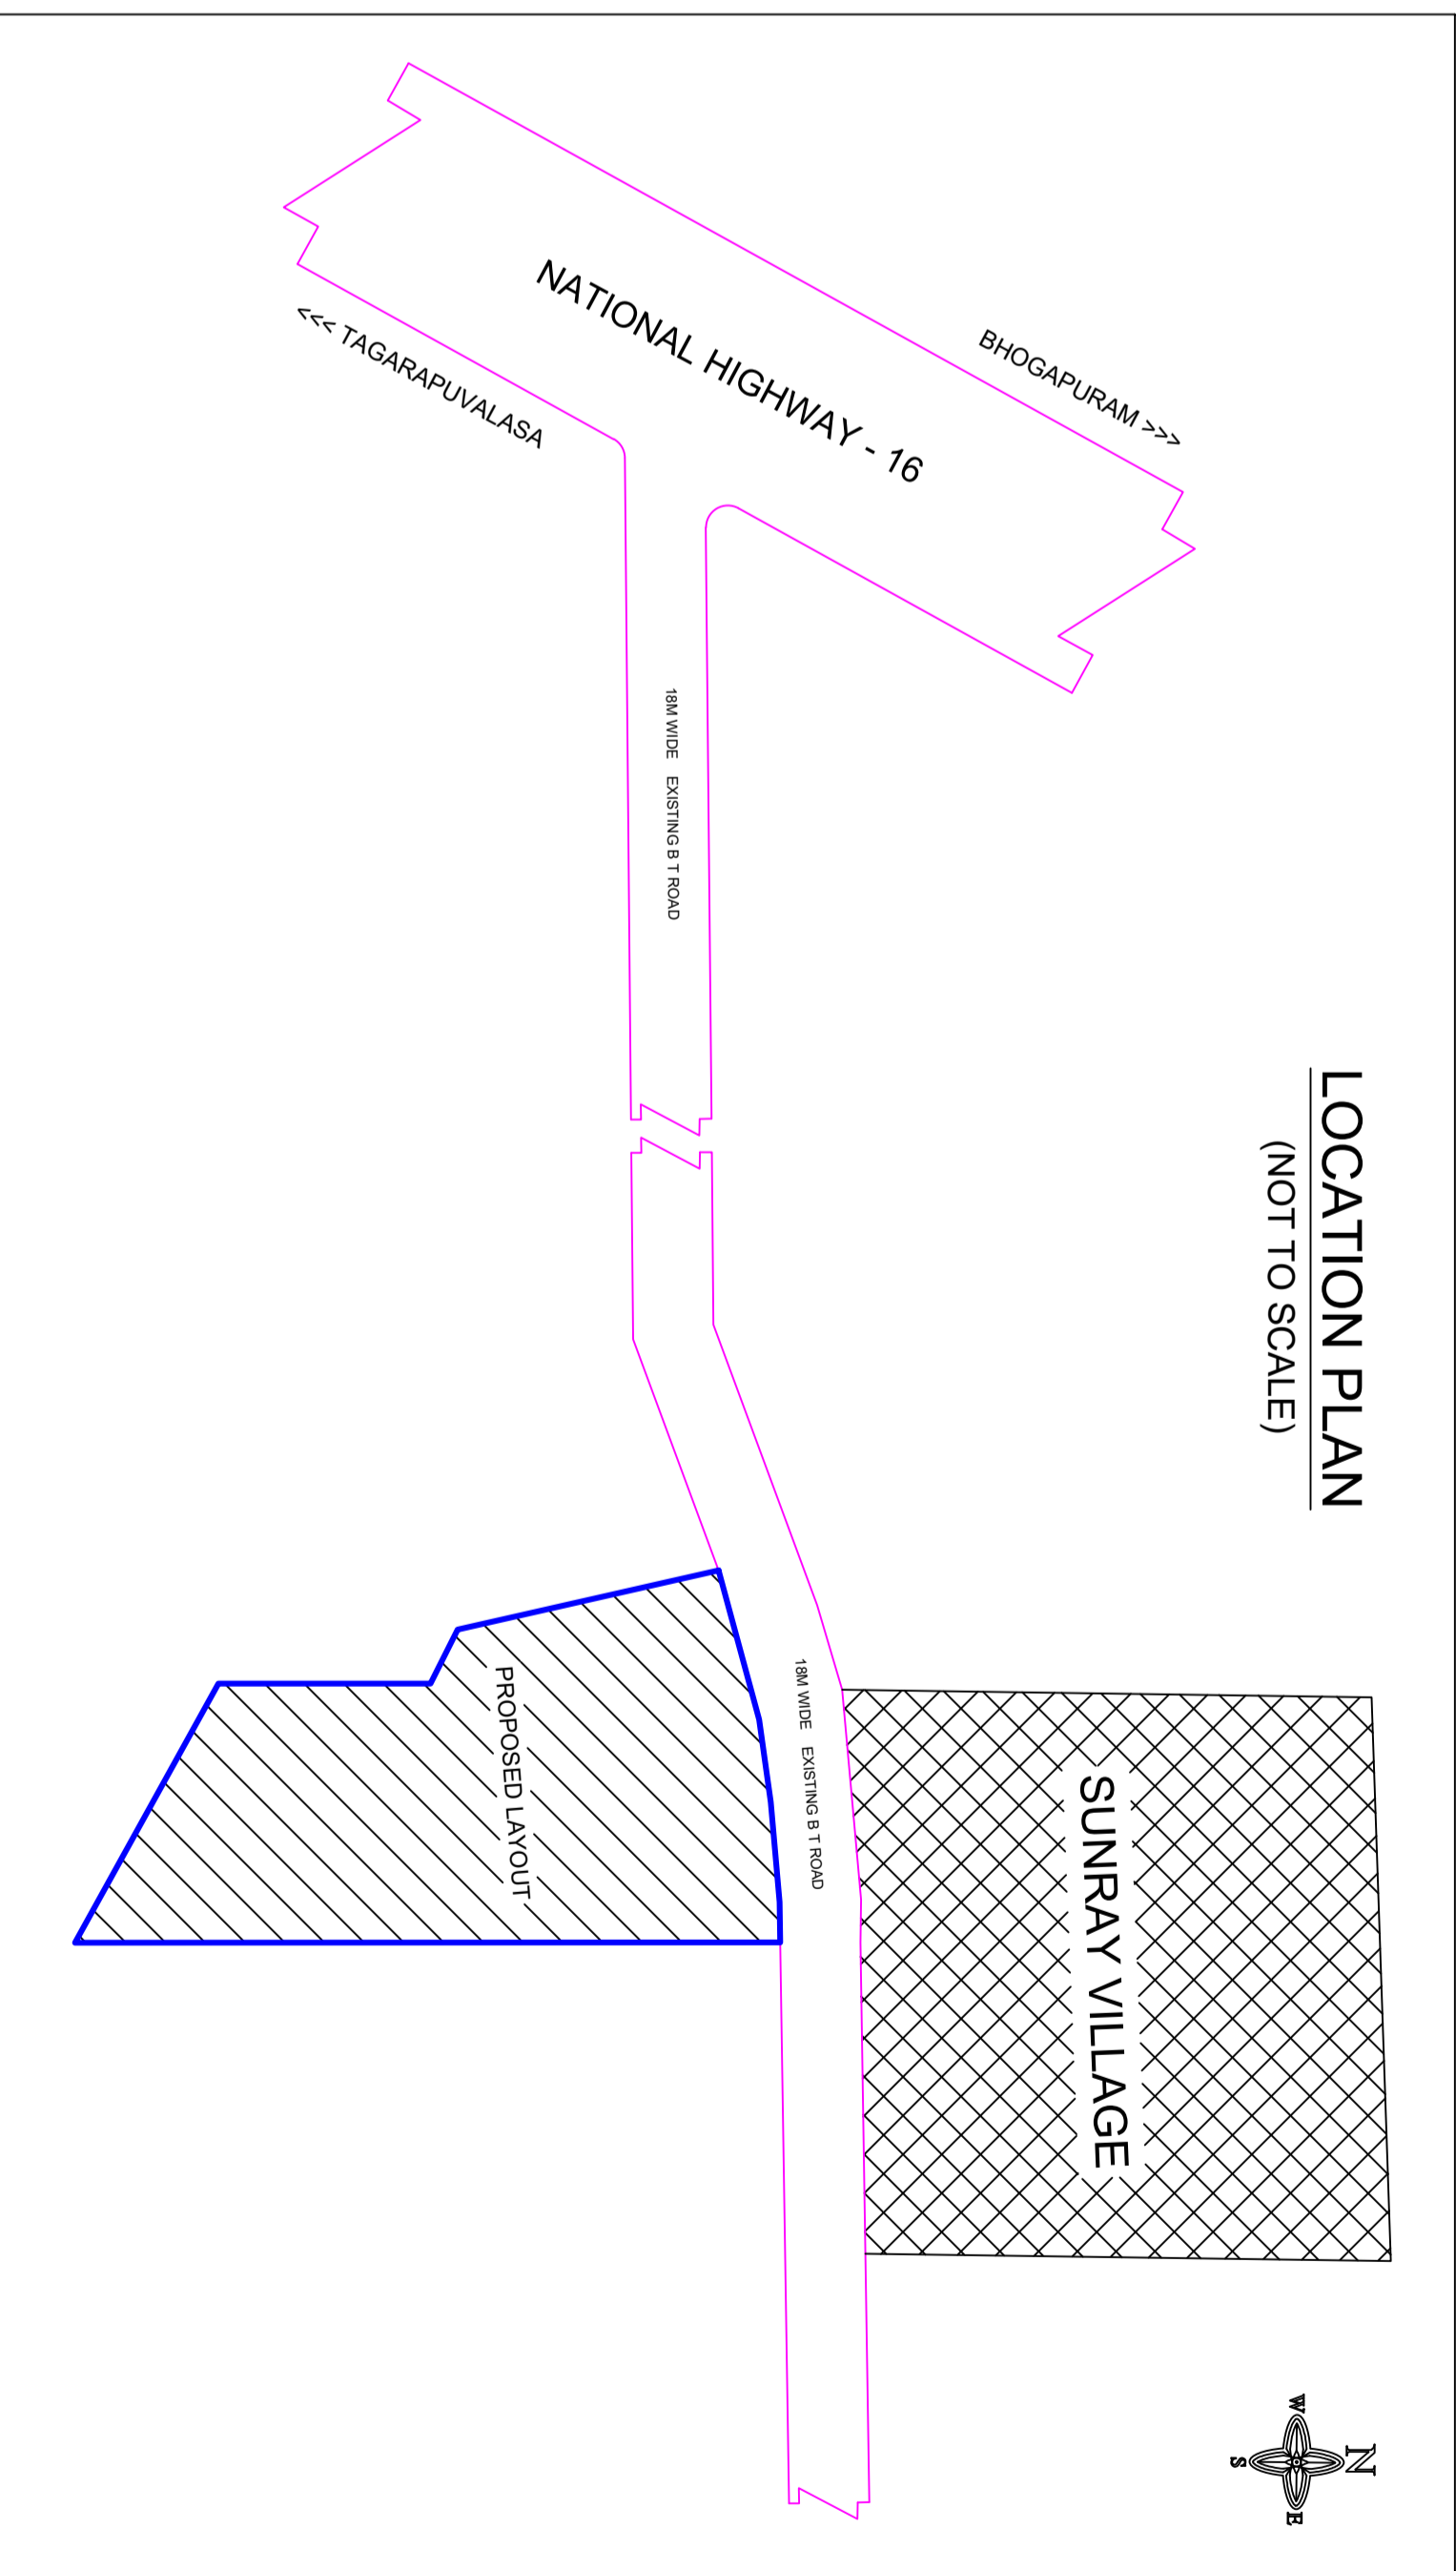 LOCATION PLAN
(NOT TO SCALE)
BHOGAPURAM >>>
NATIONAL HIGHWAY - 16
<<< TAGARAPUVALASA
18M WIDE EXISTING B T ROAD
18M WIDE EXISTING B T ROAD
SUNRAY VILLAGE
PROPOSED LAYOUT
N
W
E
S